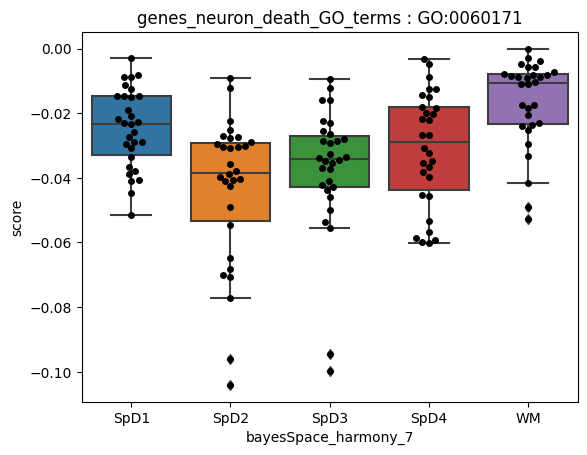 genes_neuron_death_GO_terms : GO:0060171
score
0.00
−0.02
−0.04
−0.06
−0.08
−0.10
SpD1 SpD2 SpD3 SpD4 WM
bayesSpace_harmony_7